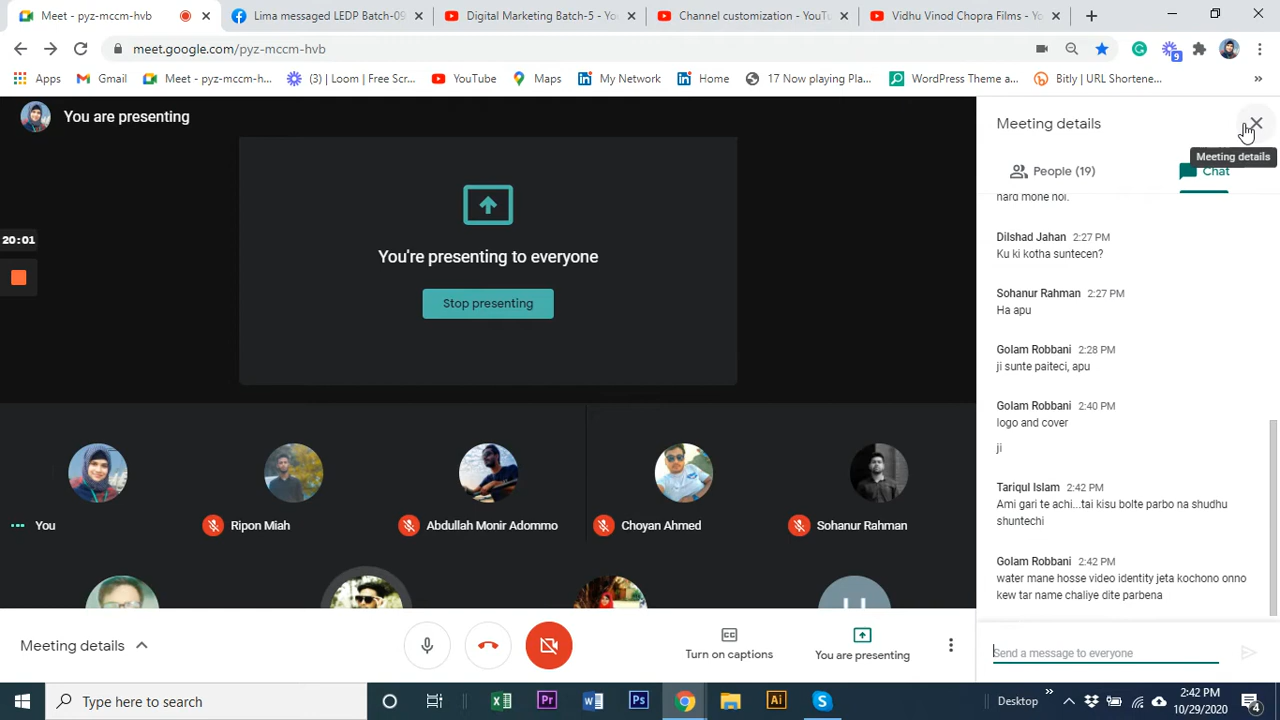 Meet - pyz-mccm-hvb
Lima messaged LEDP Batch-00
Digital Marketing Batch-5 - Yo
Channel customization - YouTu
Vidhu Vinod Chopra Films - Yo
meet.google.com/pyz-mccm-hvb
9
Apps
Gmail
Meet - pyz-mccm-h...
(3) | Loom | Free Scr...
YouTube
Maps
My Network
Home
17 Now playing Pla...
WordPress Theme a...
Bitly | URL Shortene...
»
You are presenting
You're presenting to everyone
Stop presenting
20:01
You
Ripon Miah
Abdullah Monir Adommo
Choyan Ahmed
Sohanur Rahman
Meeting details
Meeting details
People (19)
Chat
hard mone hoi.
Dilshad Jahan 2:27 PM
Ku ki kotha suntecen?
Sohanur Rahman 2:27 PM
Ha apu
Golam Robbani 2:28 PM
ji sunte paiteci, apu
Golam Robbani 2:40 PM
logo and cover
ji
Tariqul Islam 2:42 PM
Ami gari te achi...tai kisu bolte parbo na shudhu
shuntechi
Golam Robbani 2:42 PM
water mane hosse video identity jeta kochono onno
kew tar name chaliye dite parbena
Send a message to everyone
Meeting details
Turn on captions
You are presenting
Type here to search
Desktop
»
2:42 PM
10/29/2020
4